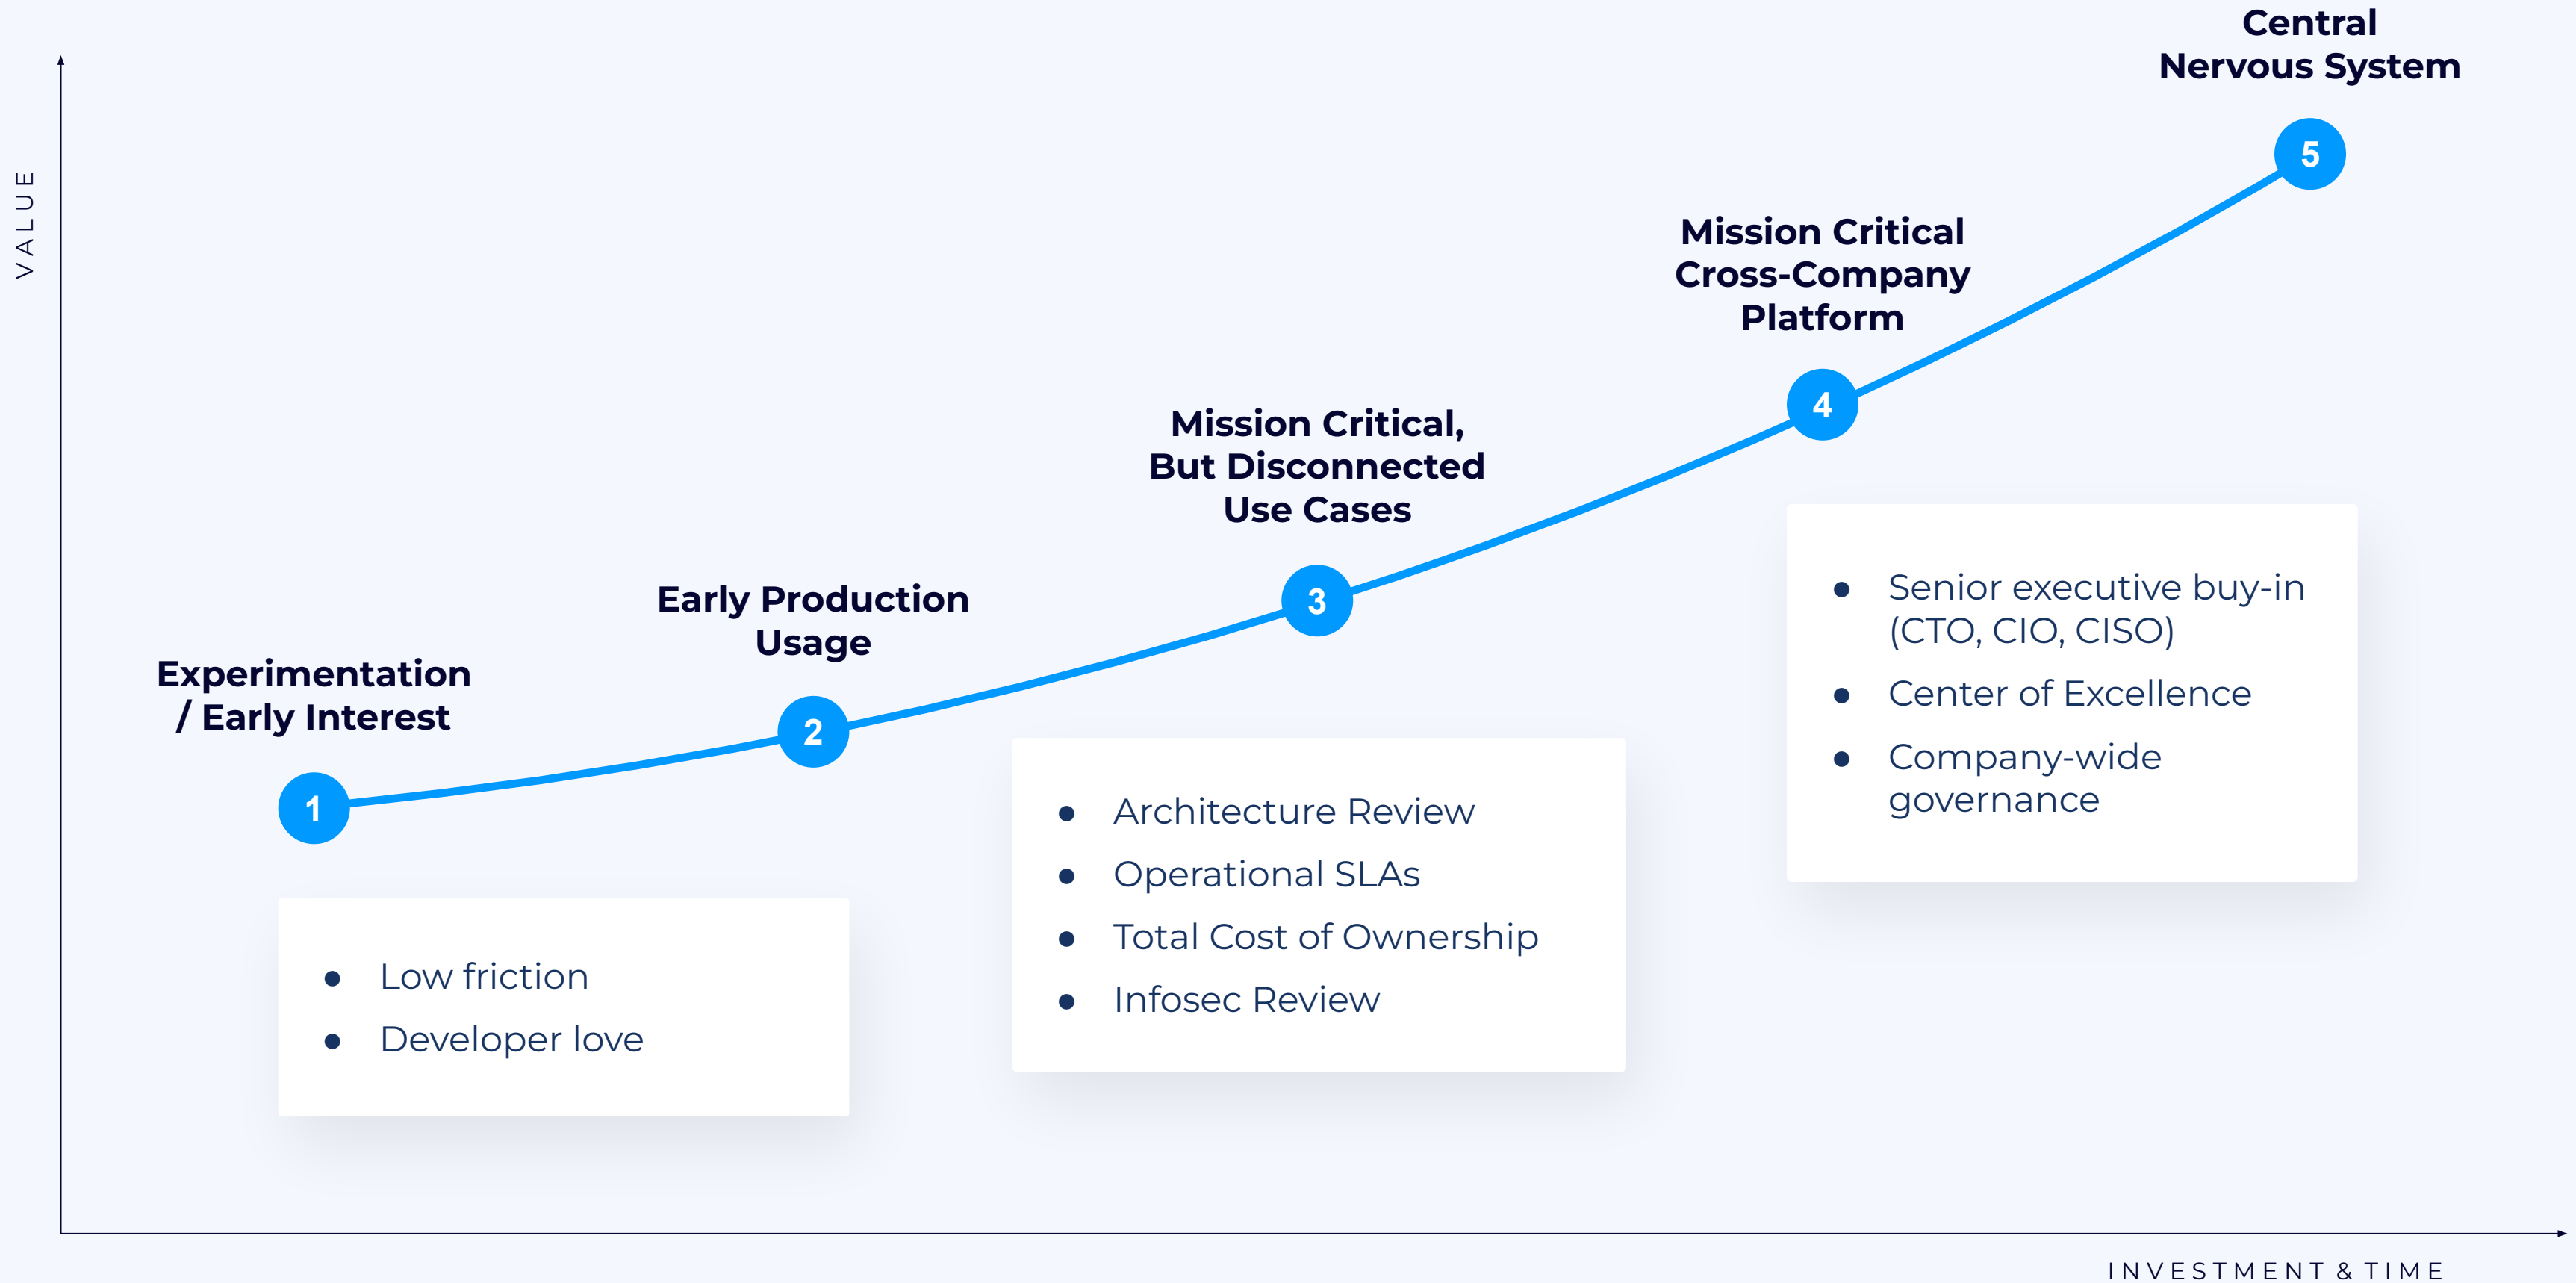 Central
Nervous System
5
VALUE
Mission Critical
Cross-Company
Platform
4
Mission Critical,
But Disconnected
Use Cases
3
Early Production
Usage
2
Experimentation
/ Early Interest
1
● Low friction
● Developer love
● Architecture Review
● Operational SLAs
● Total Cost of Ownership
● Infosec Review
● Senior executive buy-in
(CTO, CIO, CISO)
● Center of Excellence
● Company-wide
governance
INVESTMENT & TIME